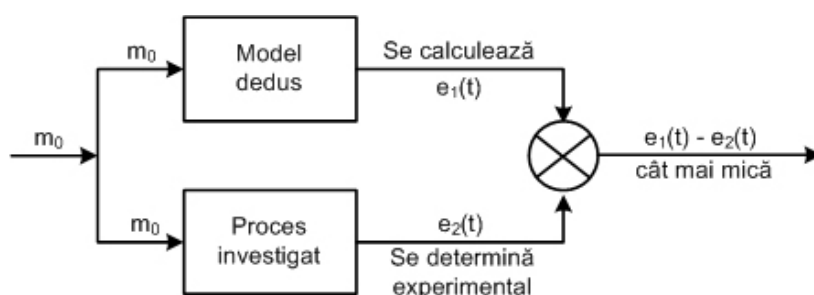 m₀
m₀
Model
dedus
Se calculează
e₁(t)
m₀
Proces
investigat
e₂(t)
Se determină
experimental
e₁(t) - e₂(t)
cât mai mică